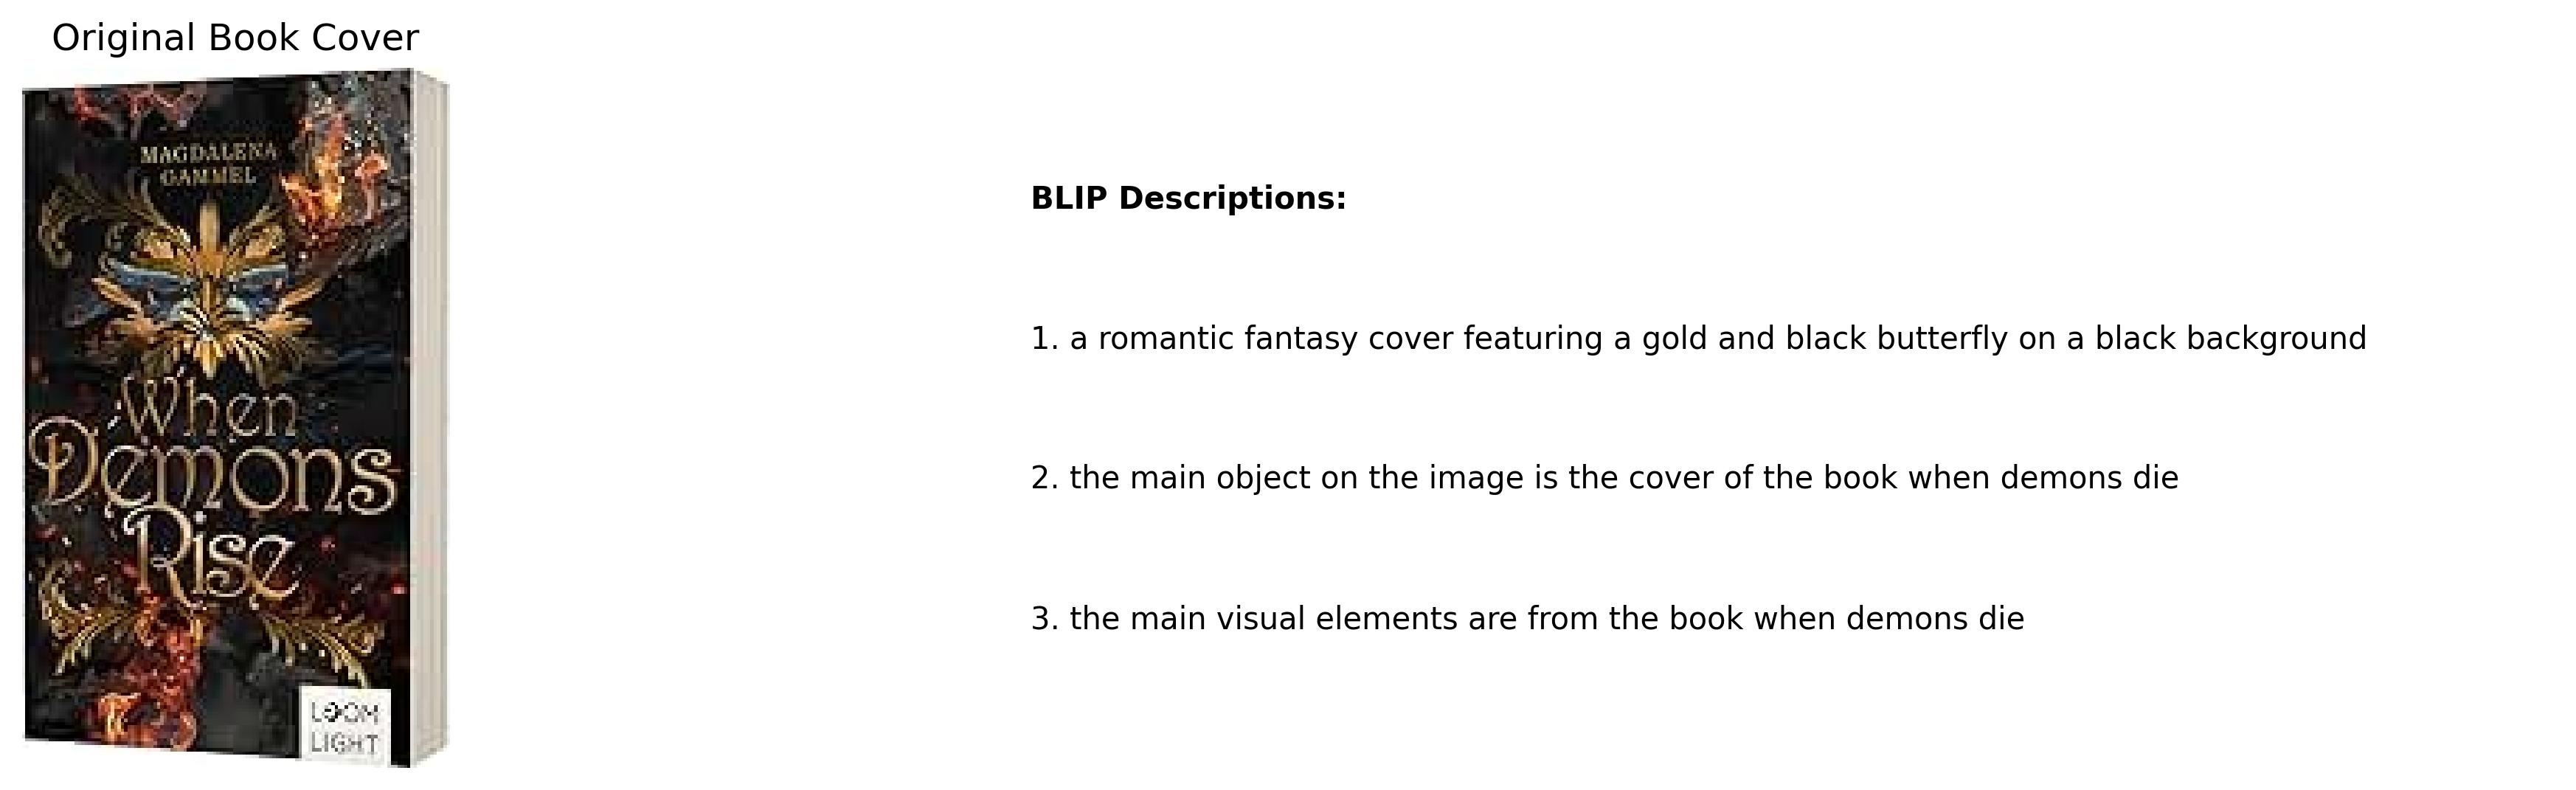 Original Book Cover
MAGDALENA
GAMMEL
When
Demons
Rise
LOOM
LIGHT
BLIP Descriptions:
1. a romantic fantasy cover featuring a gold and black butterfly on a black background
2. the main object on the image is the cover of the book when demons die
3. the main visual elements are from the book when demons die